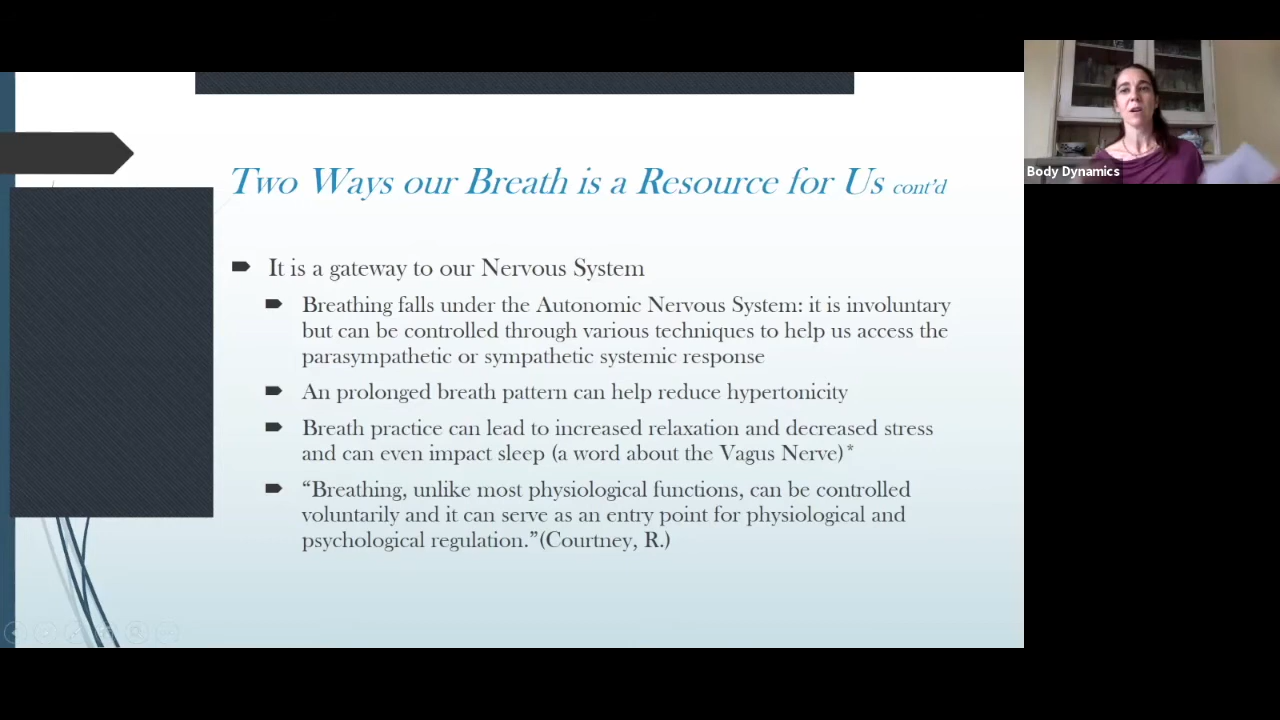 Two Ways our Breath is a Resource for Us cont'd
It is a gateway to our Nervous System
Breathing falls under the Autonomic Nervous System: it is involuntary
but can be controlled through various techniques to help us access the
parasympathetic or sympathetic systemic response
An prolonged breath pattern can help reduce hypertonicity
Breath practice can lead to increased relaxation and decreased stress
and can even impact sleep (a word about the Vagus Nerve)*
“Breathing, unlike most physiological functions, can be controlled
voluntarily and it can serve as an entry point for physiological and
psychological regulation.”(Courtney, R.)
Body Dynamics